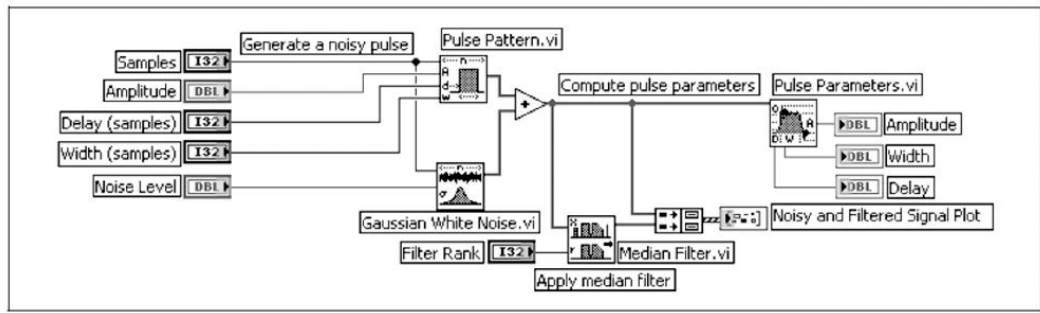 Generate a noisy pulse
Pulse Pattern.vi
Samples I32
Amplitude DBL
Delay (samples) I32
Width (samples) I32
Noise Level DBL
n
A
d
W
Compute pulse parameters
Pulse Parameters.vi
A
D W
DBL Amplitude
DBL Width
DBL Delay
n
σ
Gaussian White Noise.vi
Noisy and Filtered Signal Plot
X
r
Filter Rank I32
Median Filter.vi
Apply median filter